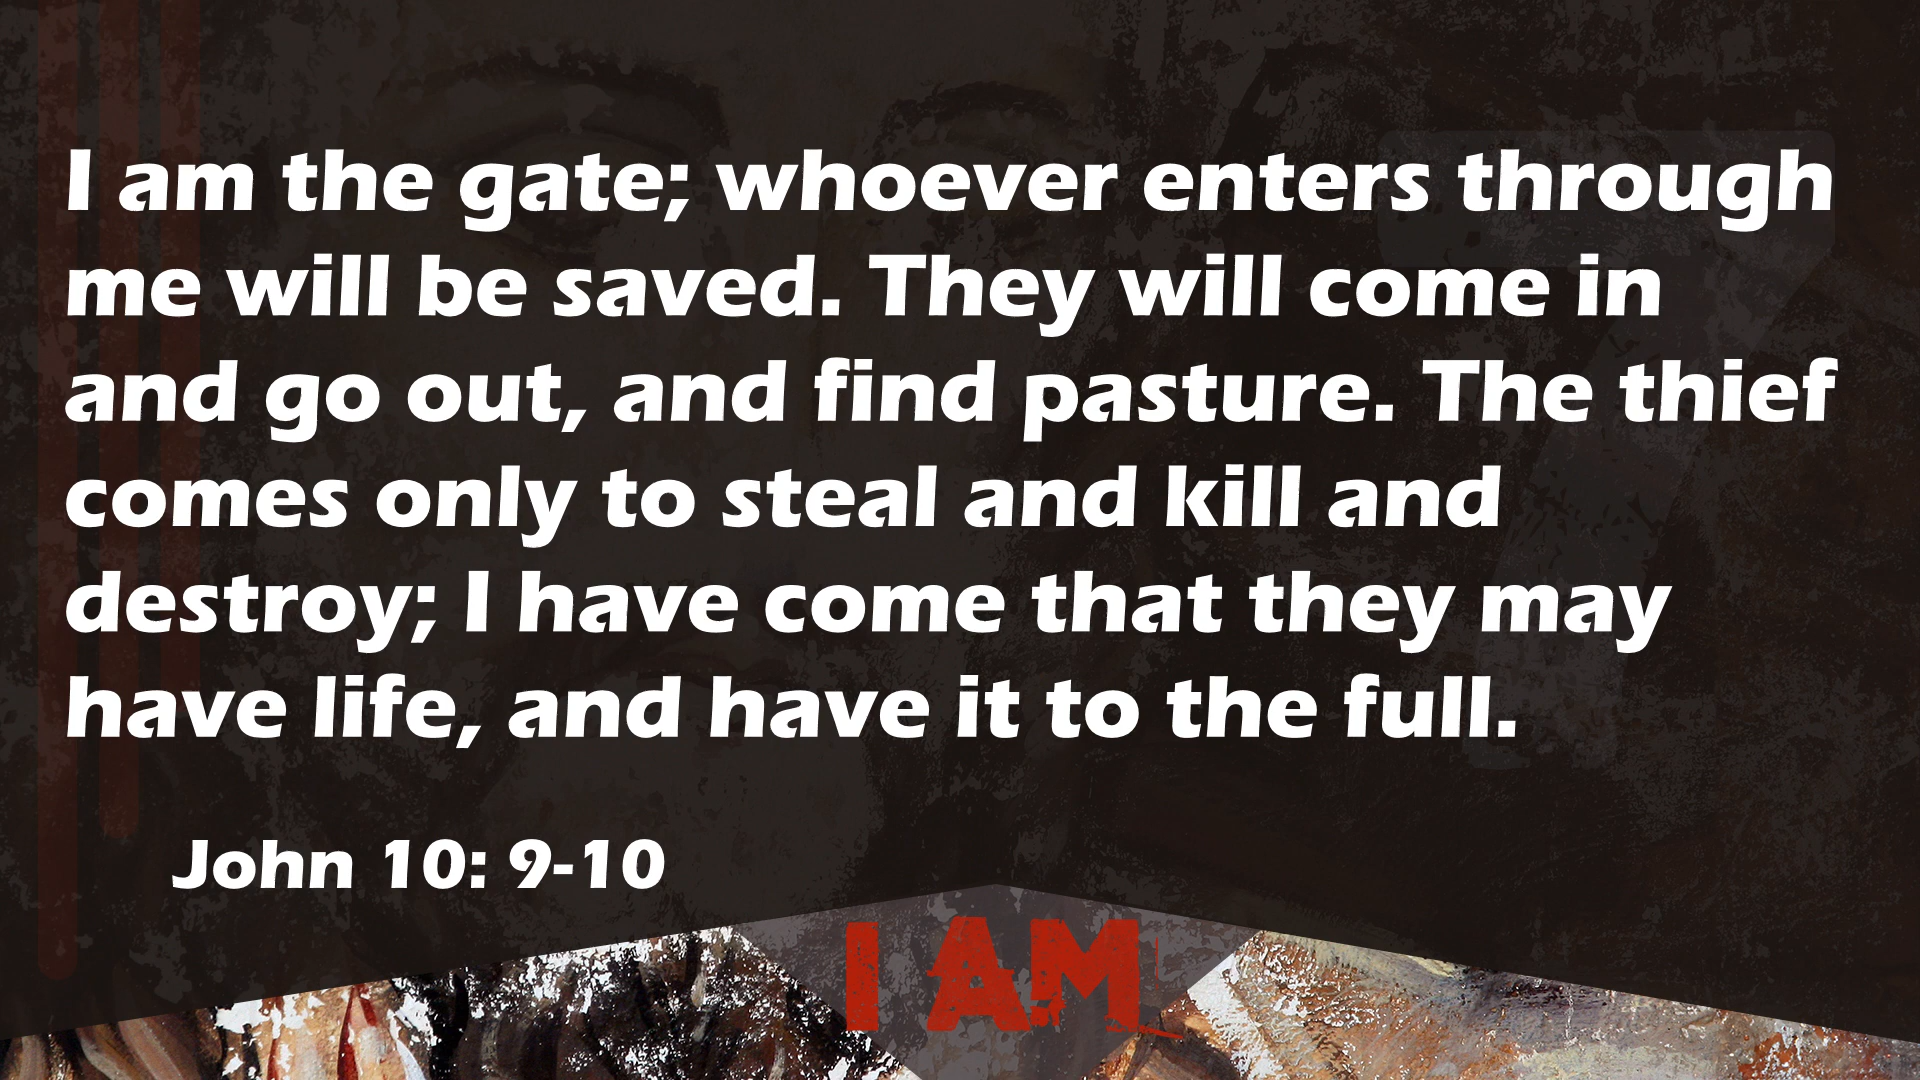 I am the gate; whoever enters through
me will be saved. They will come in
and go out, and find pasture. The thief
comes only to steal and kill and
destroy; I have come that they may
have life, and have it to the full.
John 10: 9-10
I AM